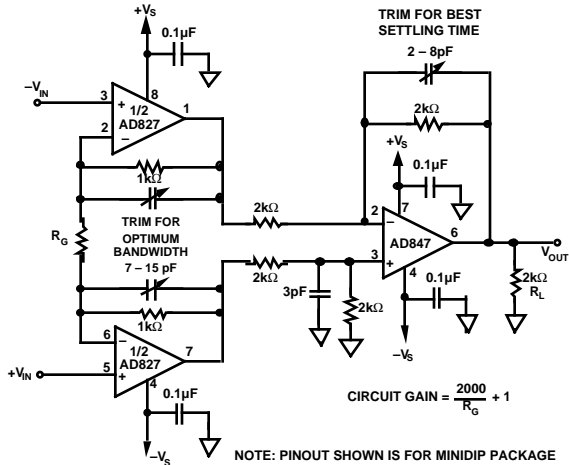 TRIM FOR BEST
SETTLING TIME
+VS
0.1µF
2 – 8pF
–VIN
3
+
8
1/2
AD827
1
2
–
2kΩ
+VS
1kΩ
0.1µF
TRIM FOR
OPTIMUM
BANDWIDTH
RG
2kΩ
2
–
7
6
AD847
VOUT
3
+
4
7 – 15 pF
2kΩ
3pF
2kΩ
0.1µF
2kΩ
RL
1kΩ
–VS
6
–
1/2
AD827
7
+VIN
5
+
4
0.1µF
–VS
CIRCUIT GAIN = 2000/RG + 1
NOTE: PINOUT SHOWN IS FOR MINIDIP PACKAGE